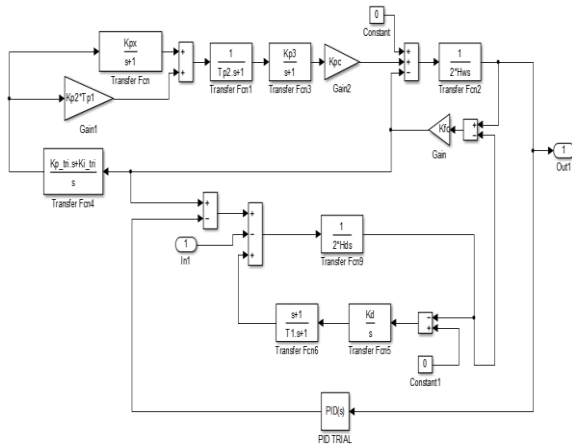 0
Constant
Kpx
s+1
Transfer Fcn
+
+
1
Tp2.s+1
Transfer Fcn1
Kp3
s+1
Transfer Fcn3
Kpc
Gain2
+
+
−
1
2*Hws
Transfer Fcn2
Kp2*Tp1
Gain1
Kfc
Gain
+
−
1
Out1
Kp_tri.s+Ki_tri
s
Transfer Fcn4
+
−
1
In1
+
−
+
1
2*Hds
Transfer Fcn9
s+1
T1.s+1
Transfer Fcn6
Kd
s
Transfer Fcn5
−
+
0
Constant1
PID(s)
PID TRIAL